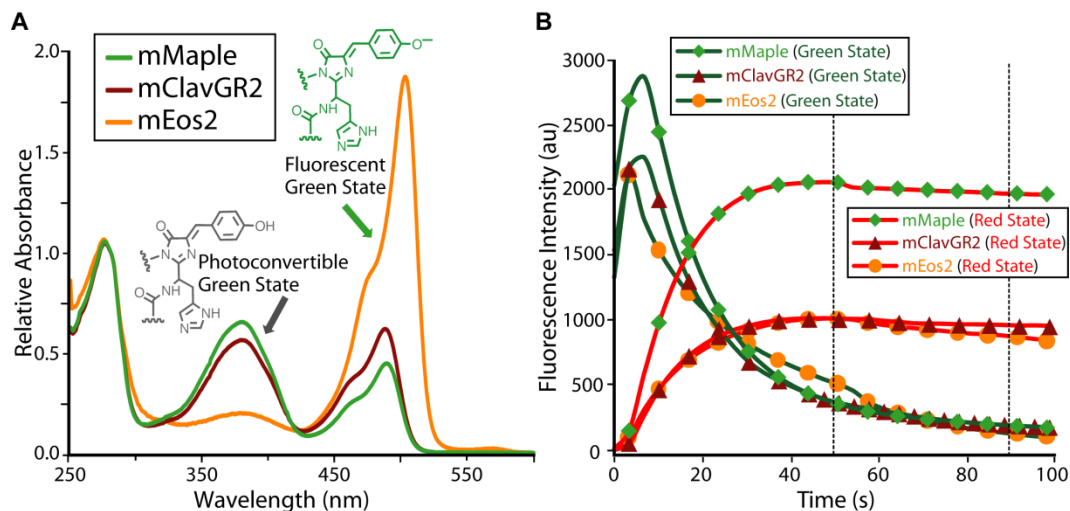 A
2.0
1.5
1.0
0.5
0.0
Relative Absorbance
250
350
450
550
Wavelength (nm)
mMaple
mClavGR2
mEos2
O
O−
N
N
NH
O
NH
N
Fluorescent
Green State
O
OH
N
N
NH
O
NH
N
Photoconvertible
Green State
B
3000
2500
2000
1500
1000
500
0
Fluorescence Intensity (au)
0
20
40
60
80
100
Time (s)
mMaple (Green State)
mClavGR2 (Green State)
mEos2 (Green State)
mMaple (Red State)
mClavGR2 (Red State)
mEos2 (Red State)